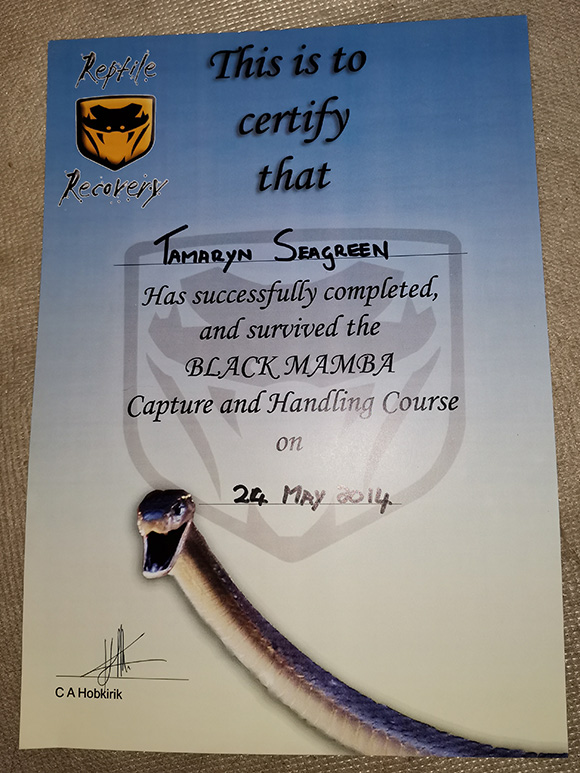 Reptile
Recovery
This is to
certify
that
TAMARYN SEAGREEN
Has successfully completed,
and survived the
BLACK MAMBA
Capture and Handling Course
on
24 MAY 2014
C A Hobkirik